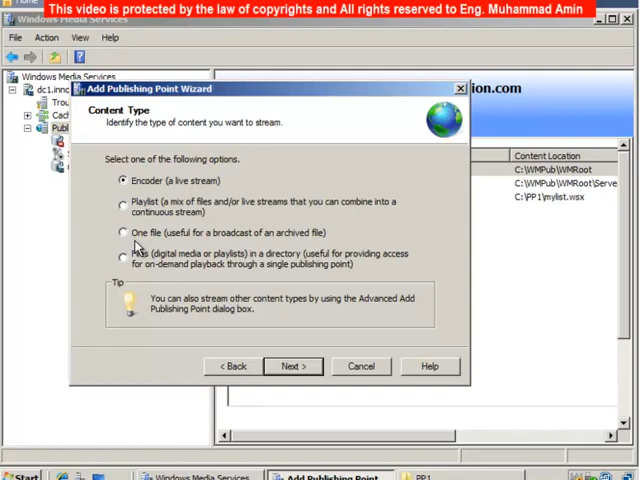 Home
This video is protected by the law of copyrights and All rights reserved to Eng. Muhammad Amin
Windows Media Services
File Action View Help
Windows Media Services
dc1.inno
Trou
Cach
Publ
Add Publishing Point Wizard
Content Type
Identify the type of content you want to stream.
Select one of the following options.
Encoder (a live stream)
Playlist (a mix of files and/or live streams that you can combine into a
continuous stream)
One file (useful for a broadcast of an archived file)
(digital media or playlists) in a directory (useful for providing access
for on-demand playback through a single publishing point)
Tip
You can also stream other content types by using the Advanced Add
Publishing Point dialog box.
< Back Next > Cancel Help
ion.com
Content Location
C:\WMPub\WMRoot
C:\WMPub\WMRoot\Serve
C:\PP1\mylist.wsx
Start Windows Media Services Add Publishing Point PP1